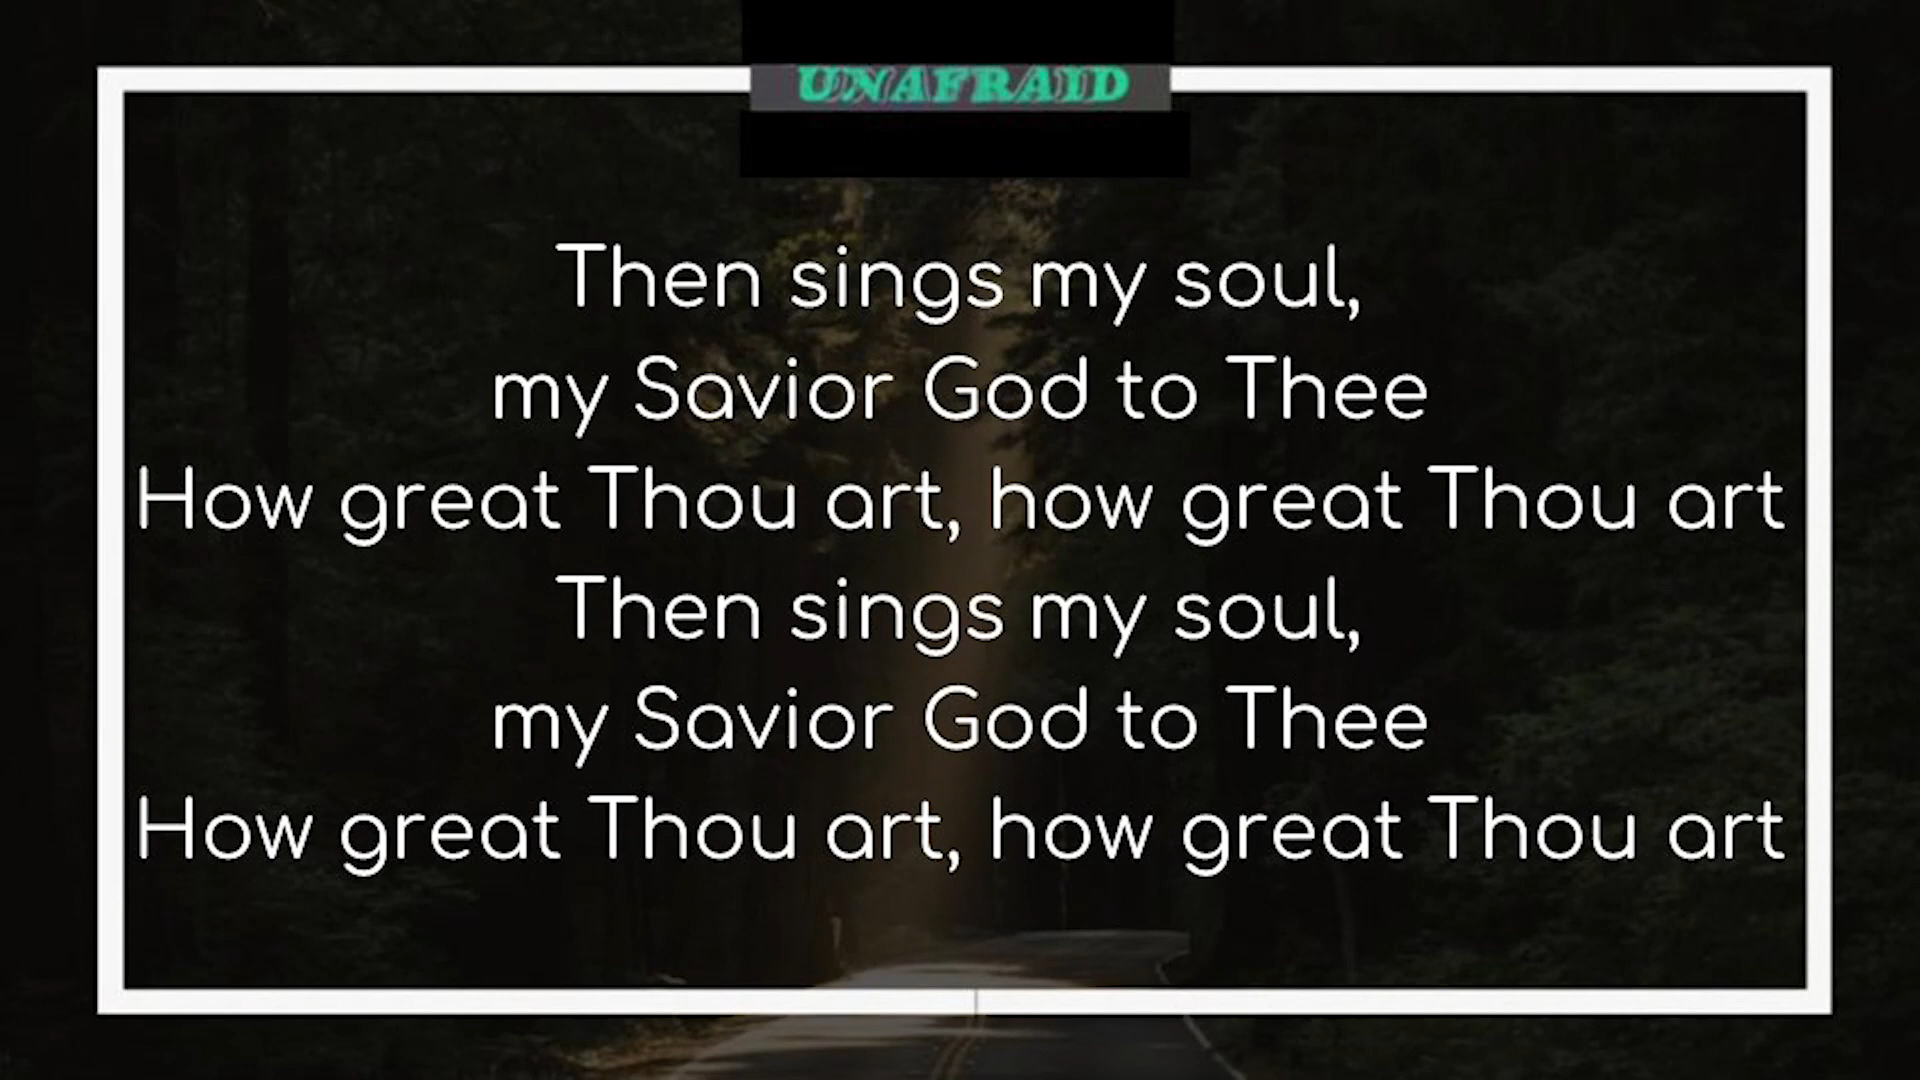 UNAFRAID
Then sings my soul,
my Savior God to Thee
How great Thou art, how great Thou art
Then sings my soul,
my Savior God to Thee
How great Thou art, how great Thou art